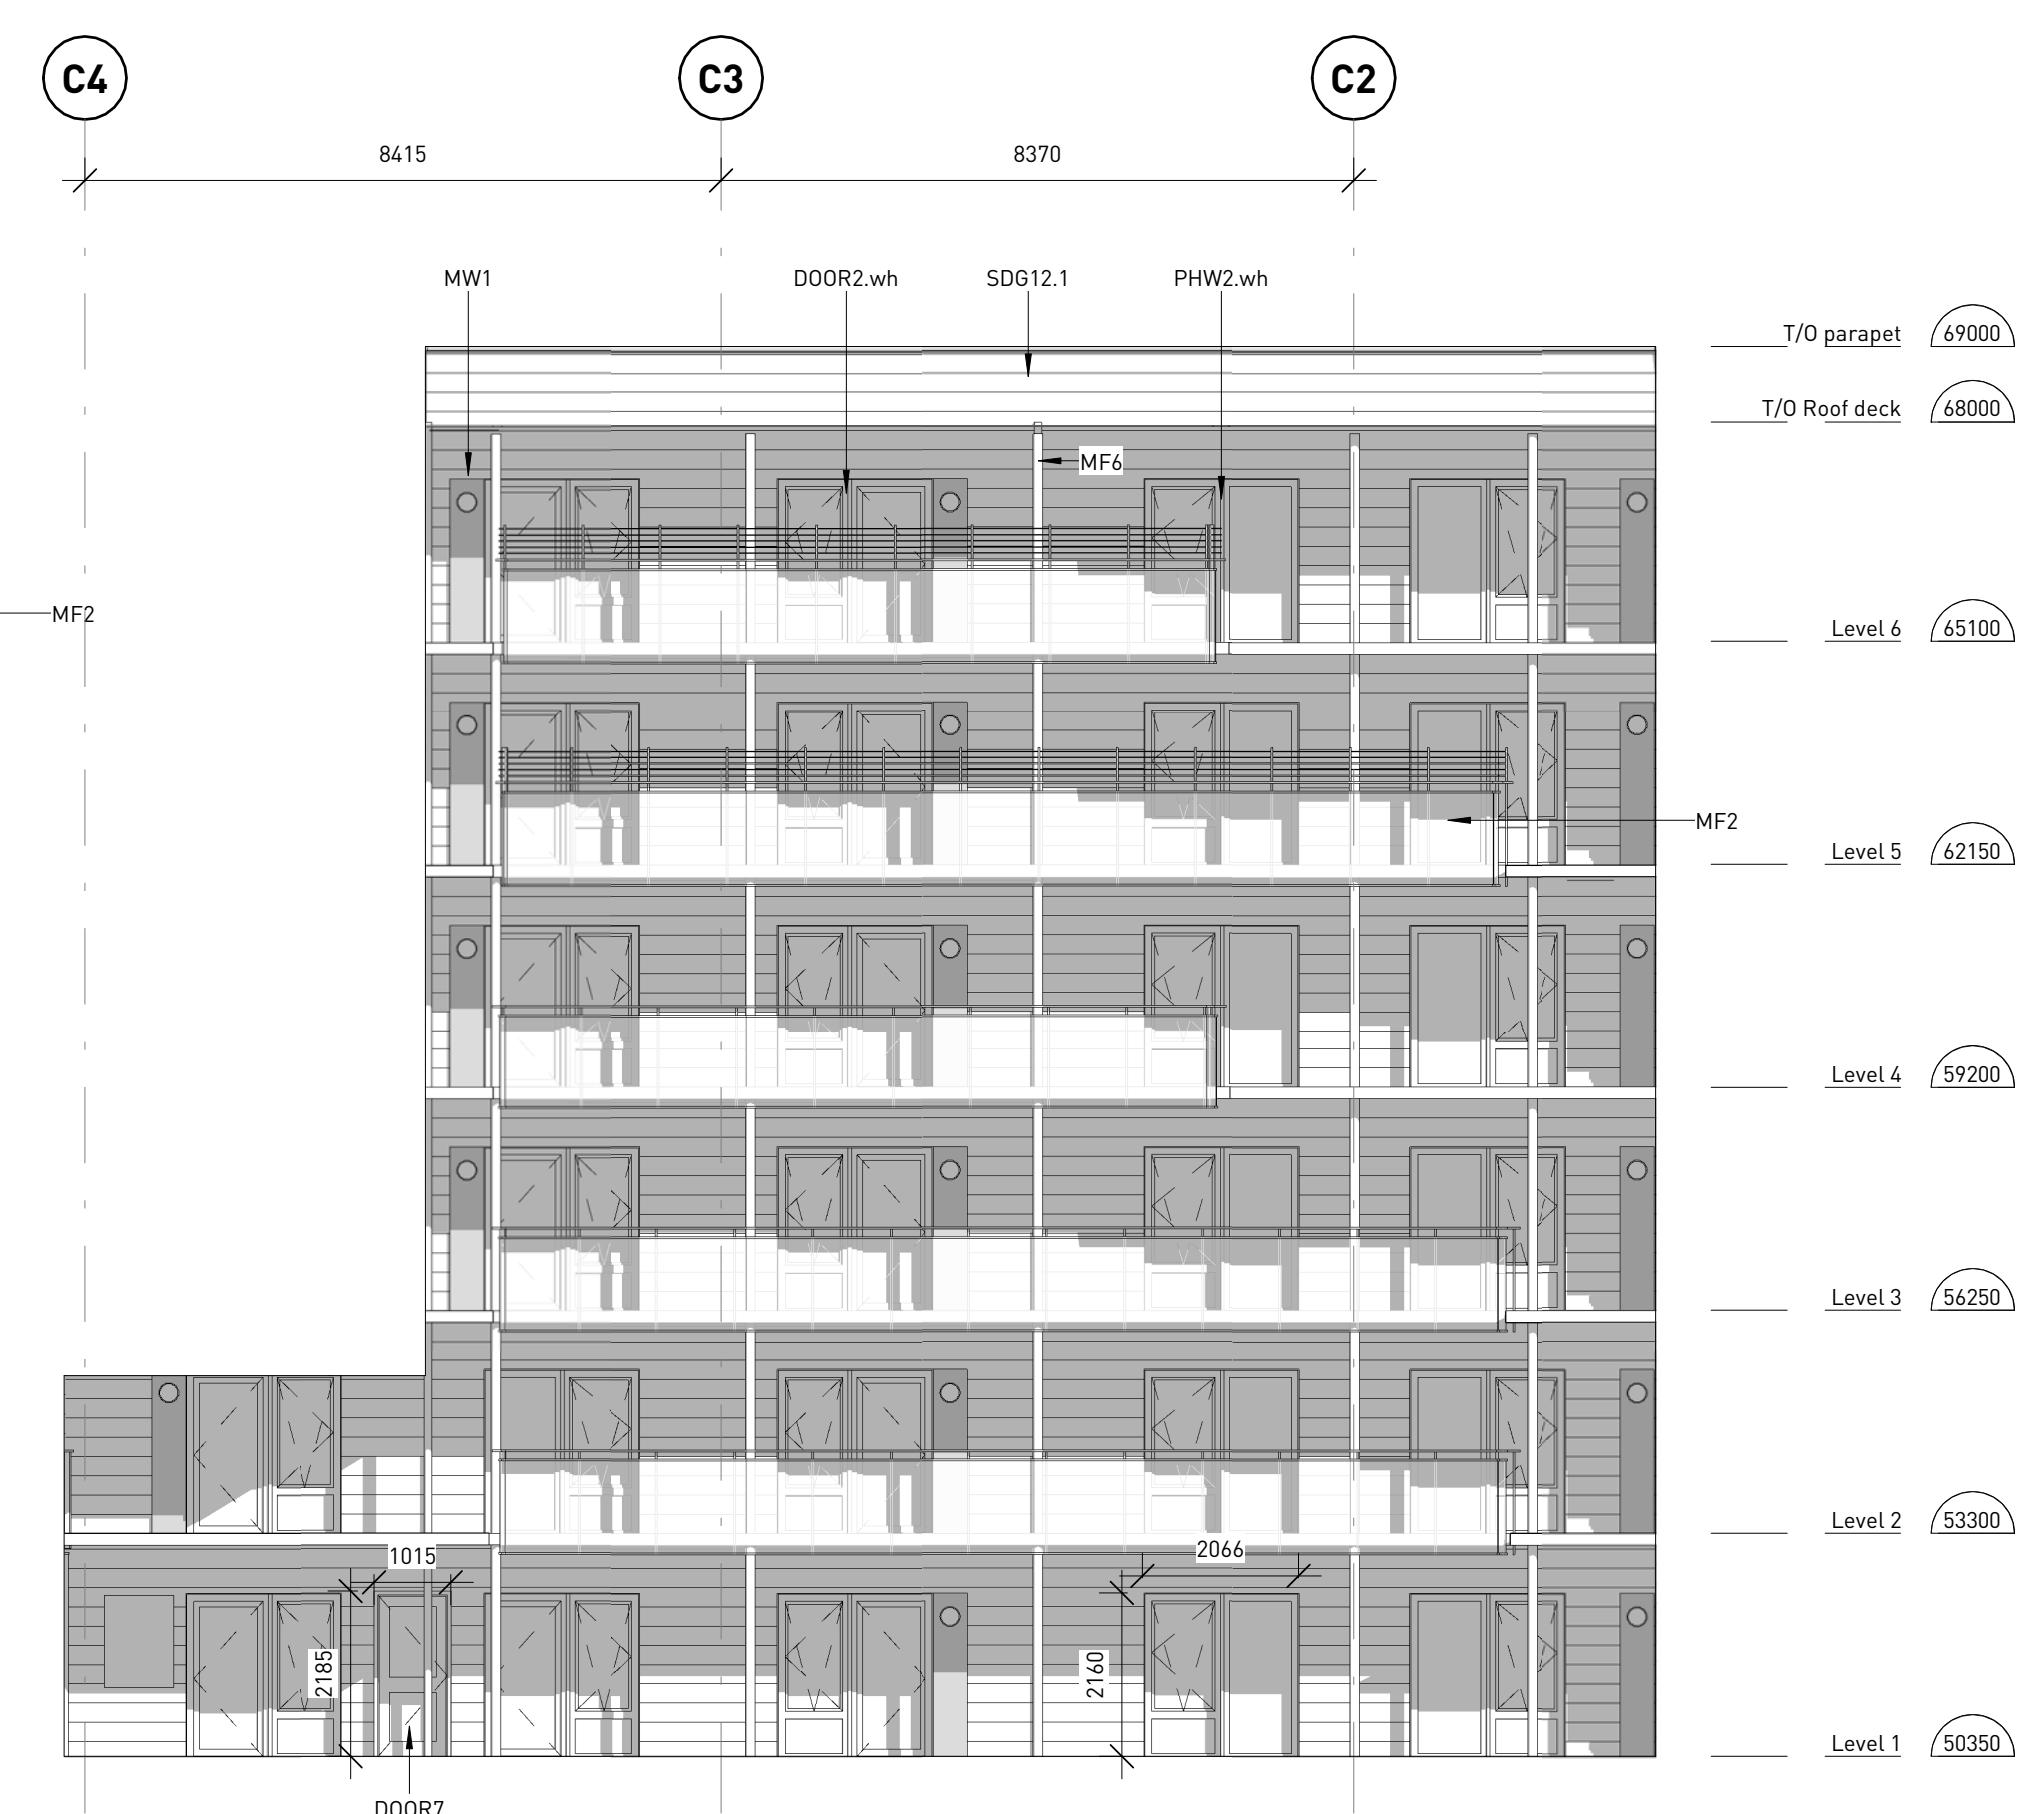 C4 C3 C2
8415 8370
MW1 DOOR2.wh SDG12.1 PHW2.wh
T/O parapet 69000
T/O Roof deck 68000
MF6
MF2
Level 6 65100
MF2
Level 5 62150
Level 4 59200
Level 3 56250
Level 2 53300
1015 2066
2185 2160
Level 1 50350
DOOR7